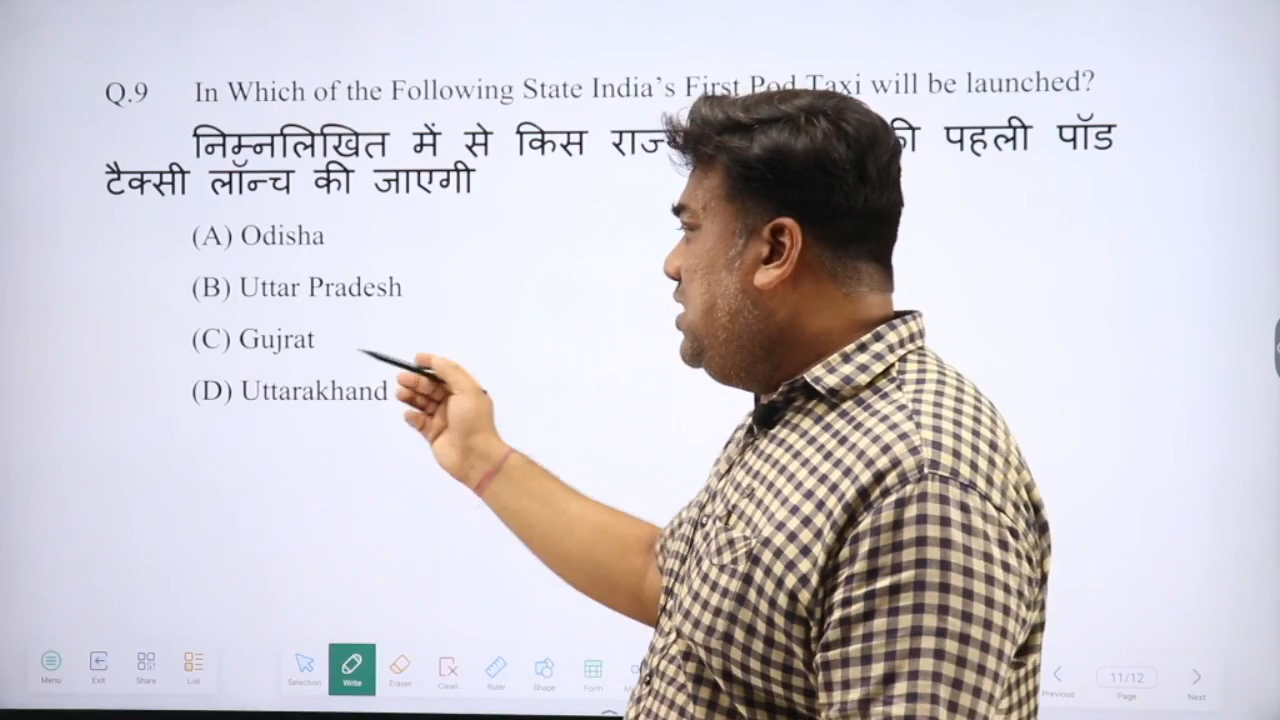 Q.9 In Which of the Following State India's First Pod Taxi will be launched?
निम्नलिखित में से किस की पहली पॉड
टैक्सी लॉन्च की जाएगी
(A) Odisha
(B) Uttar Pradesh
(C) Gujrat
(D) Uttarakhand
Menu Exit Share List Selection Write Eraser Clean Ruler Shape Form Previous 11/12 Page Next